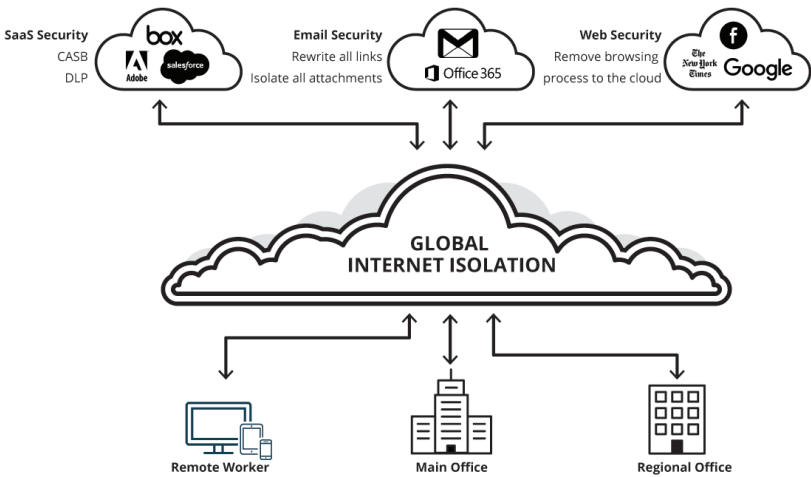 SaaS Security
CASB
DLP
box
Adobe
salesforce
Email Security
Rewrite all links
Isolate all attachments
Office 365
Web Security
Remove browsing
process to the cloud
f
The
New York
Times
Google
GLOBAL
INTERNET ISOLATION
Remote Worker
Main Office
Regional Office